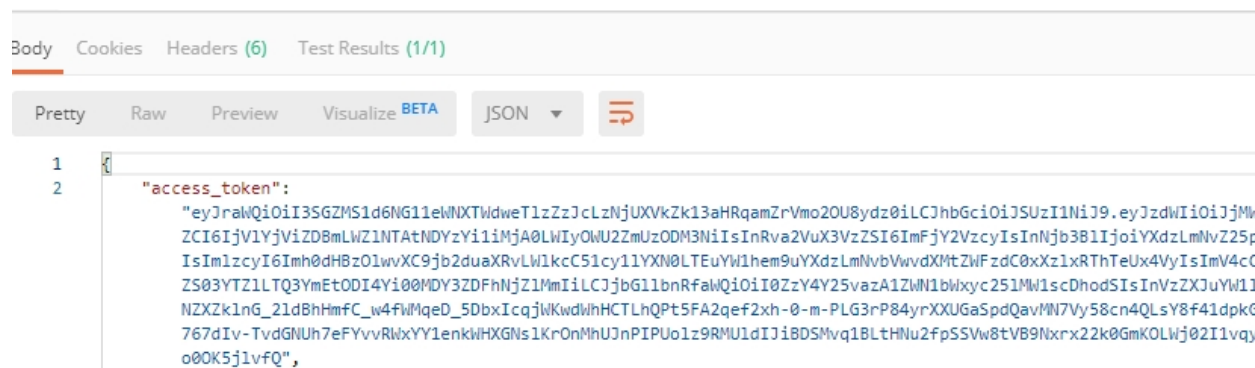 Body Cookies Headers (6) Test Results (1/1)
Pretty Raw Preview Visualize BETA JSON
1 {
2 "access_token":
"eyJraWQiOiI3SGZMS1d6NG11eWNXTWdweTlzZzJcLzNjUXVkZk13aHRqamZrVmo2OU8ydz0iLCJhbGciOiJSUzI1NiJ9.eyJzdWIiOiJjMW
ZCI6IjVlYjViZDBmLWZlNTAtNDYzYi1iMjA0LWIyOWU2ZmUzODM3NiIsInRva2VuX3VzZSI6ImFjY2VzcyIsInNjb3BlIjoiYXdzLmNvZ25p
IsImlzcyI6Imh0dHBzOlwvXC9jb2duaXRvLWlkcC51cy1lYXN0LTEuYW1hem9uYXdzLmNvbVwvdXMtZWFzdC0xXzlxRThTeUx4VyIsImV4cC
ZS03YTZlLTQ3YmEtODI4Yi00MDY3ZDFhNjZlMmIiLCJjbGllbnRfaWQiOiI0ZzY4Y25vazA1ZWN1bWxyc25lMW1scDhodSIsInVzZXJuYW1l
NZXZklnG_2ldBhHmfC_w4fWMqeD_5DbxIcqjWKwdWhHCTLhQPt5FA2qef2xh-0-m-PLG3rP84yrXXUGaSpdQavMN7Vy58cn4QLsY8f41dpkG
767dIv-TvdGNUh7eFYvvRWxYY1enkWHXGNslKrOnMhUJnPIPUolz9RMUldIJiBDSMvq1BLtHNu2fpSSVw8tVB9Nxrx22k0GmKOLWj02I1vqy
o0OK5jlvfQ",